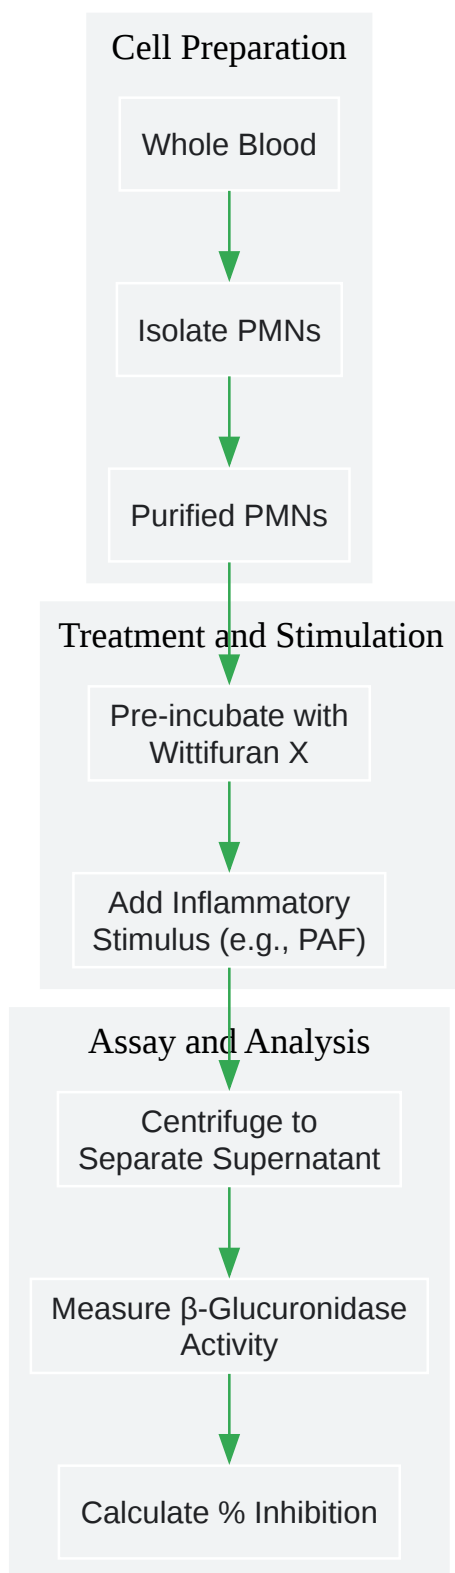 Cell Preparation
Whole Blood
Isolate PMNs
Purified PMNs
Treatment and Stimulation
Pre-incubate with
Wittifuran X
Add Inflammatory
Stimulus (e.g., PAF)
Assay and Analysis
Centrifuge to
Separate Supernatant
Measure β-Glucuronidase
Activity
Calculate % Inhibition